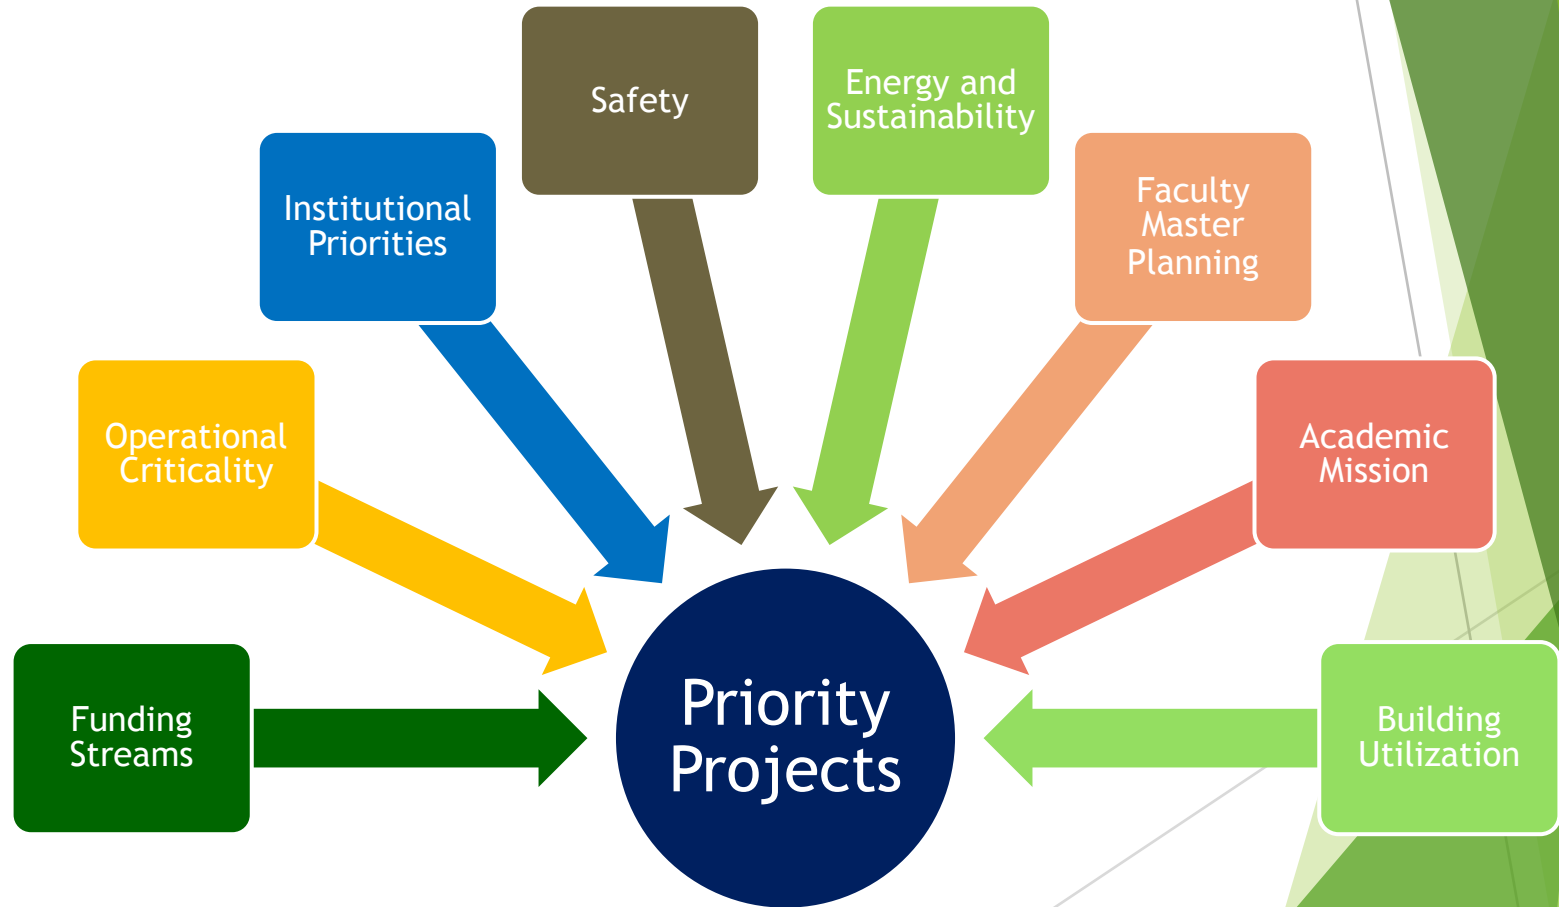 Safety
Energy and
Sustainability
Institutional
Priorities
Faculty
Master
Planning
Operational
Criticality
Academic
Mission
Funding
Streams
Priority
Projects
Building
Utilization